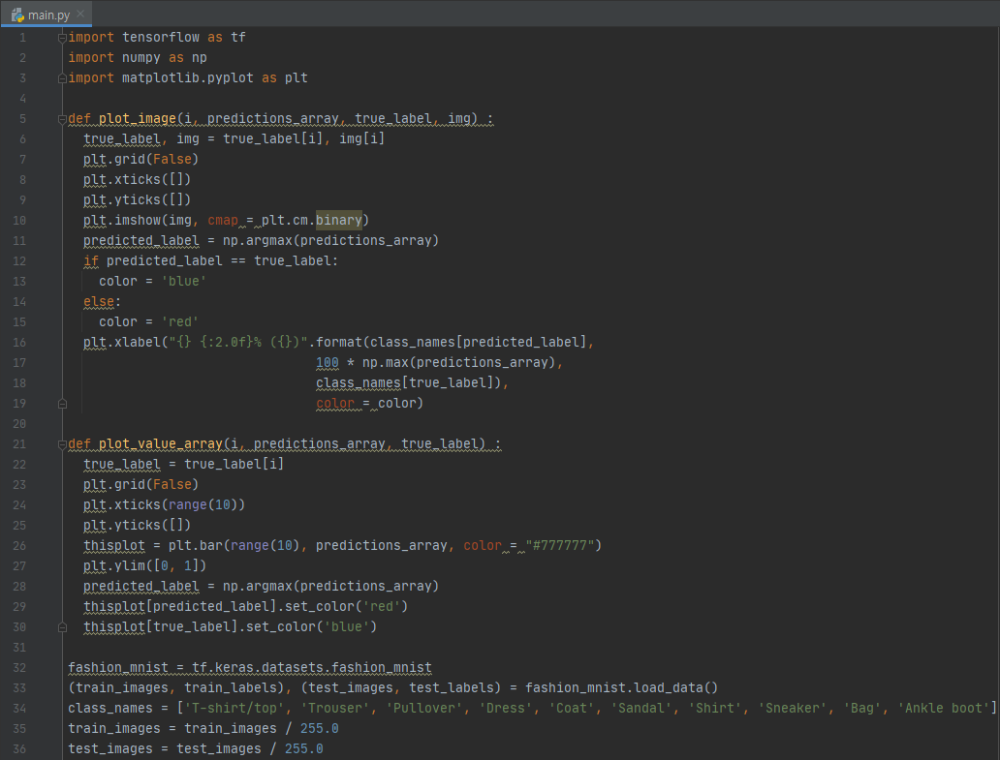 main.py
1 import tensorflow as tf
2 import numpy as np
3 import matplotlib.pyplot as plt
4
5 def plot_image(i, predictions_array, true_label, img) :
6   true_label, img = true_label[i], img[i]
7   plt.grid(False)
8   plt.xticks([])
9   plt.yticks([])
10   plt.imshow(img, cmap = plt.cm.binary)
11   predicted_label = np.argmax(predictions_array)
12   if predicted_label == true_label:
13     color = 'blue'
14   else:
15     color = 'red'
16   plt.xlabel("{} {:2.0f}% ({})".format(class_names[predicted_label],
17                                 100 * np.max(predictions_array),
18                                 class_names[true_label]),
19                                 color = color)
20
21 def plot_value_array(i, predictions_array, true_label) :
22   true_label = true_label[i]
23   plt.grid(False)
24   plt.xticks(range(10))
25   plt.yticks([])
26   thisplot = plt.bar(range(10), predictions_array, color = "#777777")
27   plt.ylim([0, 1])
28   predicted_label = np.argmax(predictions_array)
29   thisplot[predicted_label].set_color('red')
30   thisplot[true_label].set_color('blue')
31
32 fashion_mnist = tf.keras.datasets.fashion_mnist
33 (train_images, train_labels), (test_images, test_labels) = fashion_mnist.load_data()
34 class_names = ['T-shirt/top', 'Trouser', 'Pullover', 'Dress', 'Coat', 'Sandal', 'Shirt', 'Sneaker', 'Bag', 'Ankle boot']
35 train_images = train_images / 255.0
36 test_images = test_images / 255.0